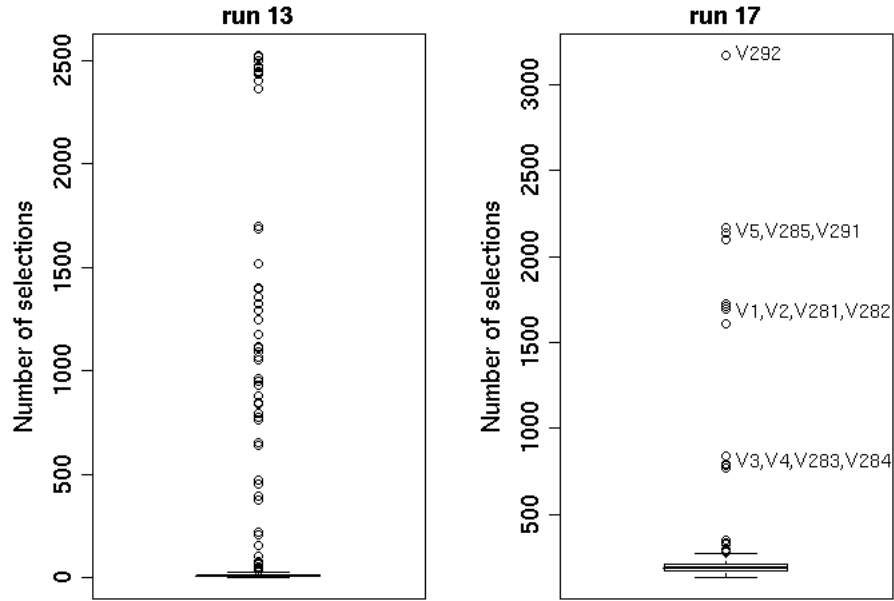 run 13
Number of selections
2500
2000
1500
1000
500
0
run 17
Number of selections
3000
2500
2000
1500
1000
500
V292
V5,V285,V291
V1,V2,V281,V282
V3,V4,V283,V284